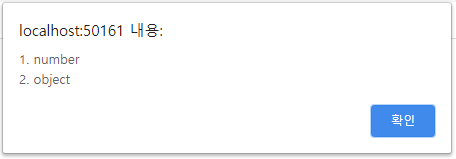 localhost:50161 내용:
1. number
2. object
확인